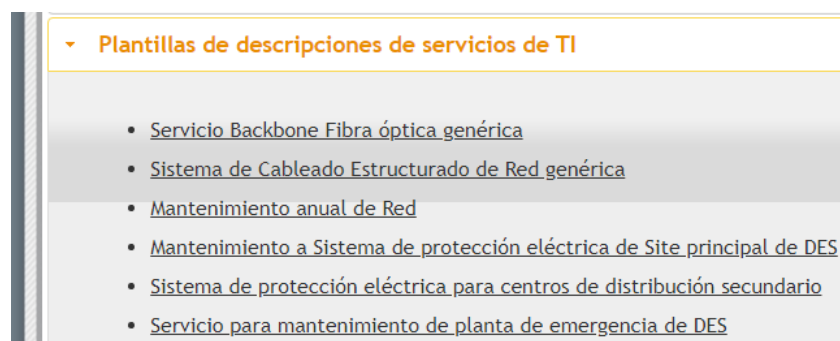 Plantillas de descripciones de servicios de TI
Servicio Backbone Fibra óptica genérica
Sistema de Cableado Estructurado de Red genérica
Mantenimiento anual de Red
Mantenimiento a Sistema de protección eléctrica de Site principal de DES
Sistema de protección eléctrica para centros de distribución secundario
Servicio para mantenimiento de planta de emergencia de DES